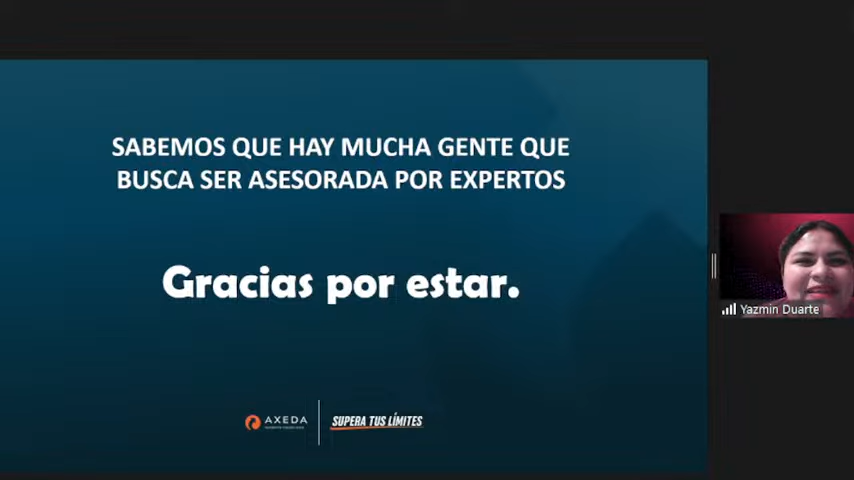 SABEMOS QUE HAY MUCHA GENTE QUE
BUSCA SER ASESORADA POR EXPERTOS
Gracias por estar.
AXEDA
SUPERA TUS LÍMITES
Yazmin Duarte